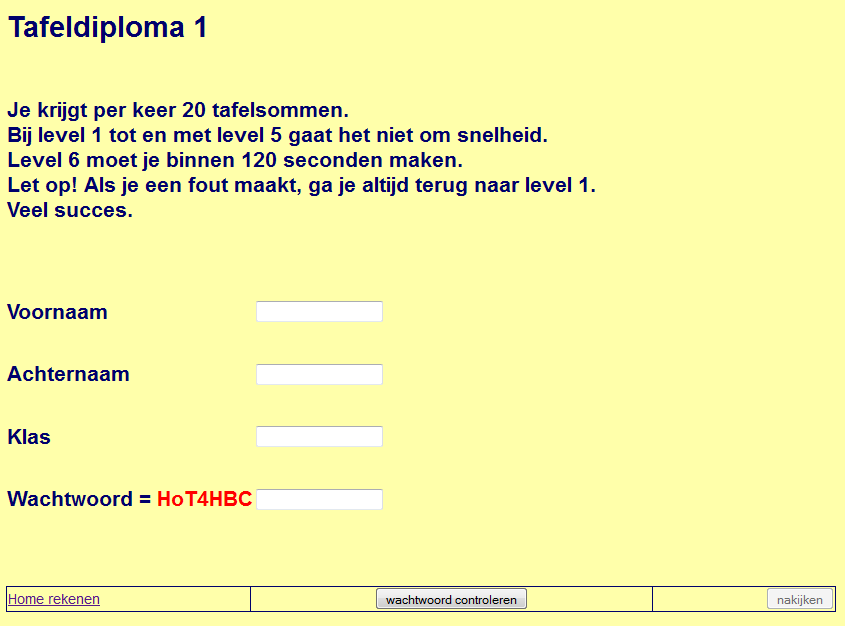 Tafeldiploma 1
Je krijgt per keer 20 tafelsommen.
Bij level 1 tot en met level 5 gaat het niet om snelheid.
Level 6 moet je binnen 120 seconden maken.
Let op! Als je een fout maakt, ga je altijd terug naar level 1.
Veel succes.
Voornaam
Achternaam
Klas
Wachtwoord = HoT4HBC
Home rekenen wachtwoord controleren nakijken